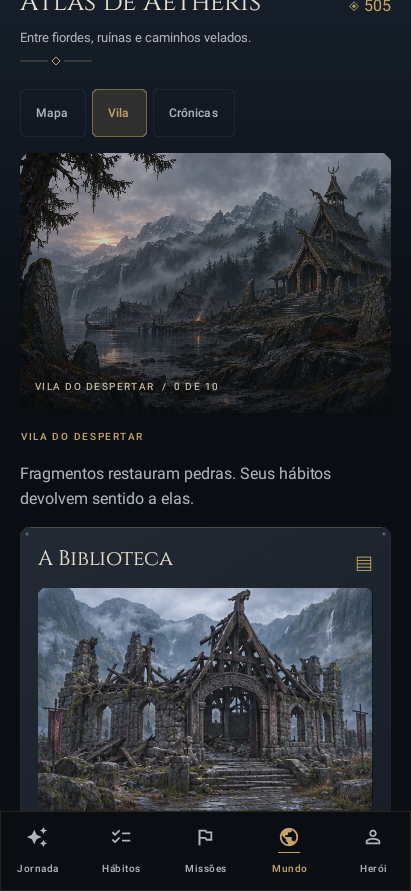 ATLAS DE AETHERIS
505
Entre fiordes, ruínas e caminhos velados.
Mapa
Vila
Crônicas
VILA DO DESPERTAR / 0 DE 10
VILA DO DESPERTAR
Fragmentos restauram pedras. Seus hábitos
devolvem sentido a elas.
A BIBLIOTECA
Jornada
Hábitos
Missões
Mundo
Herói